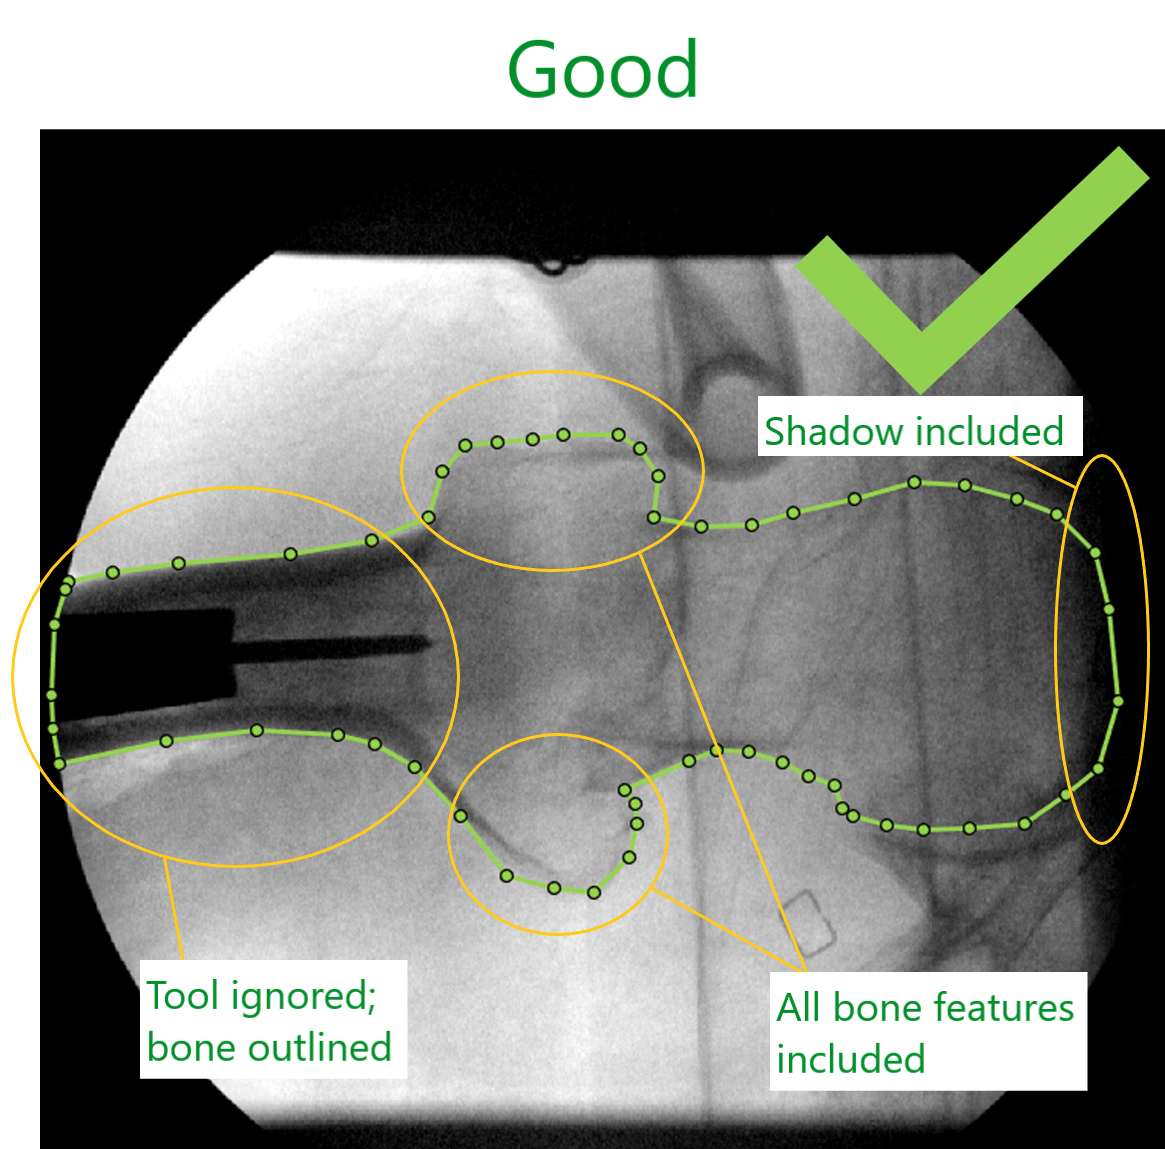 Good
Shadow included
Tool ignored;
bone outlined
All bone features
included